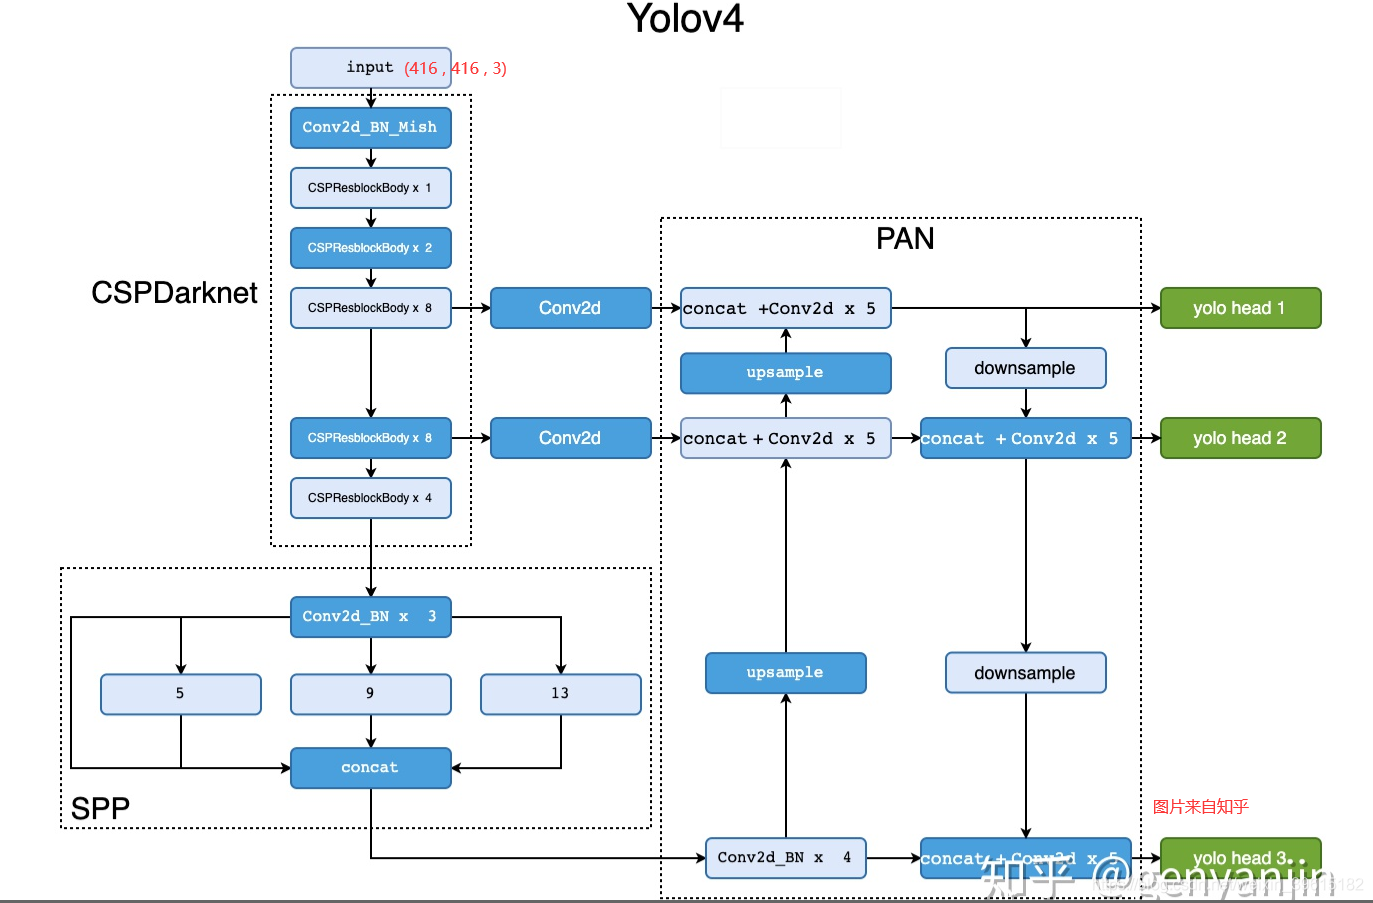 Yolov4
input (416 , 416 , 3)
Conv2d_BN_Mish
CSPResblockBody x 1
CSPResblockBody x 2
CSPDarknet
CSPResblockBody x 8
Conv2d
CSPResblockBody x 8
Conv2d
CSPResblockBody x 4
PAN
concat +Conv2d x 5
yolo head 1
upsample
downsample
concat + Conv2d x 5
concat + Conv2d x 5
yolo head 2
Conv2d_BN x 3
5
9
13
concat
SPP
upsample
downsample
图片来自知乎
Conv2d_BN x 4
concat + Conv2d x 5
yolo head 3
知乎 @genyanjin